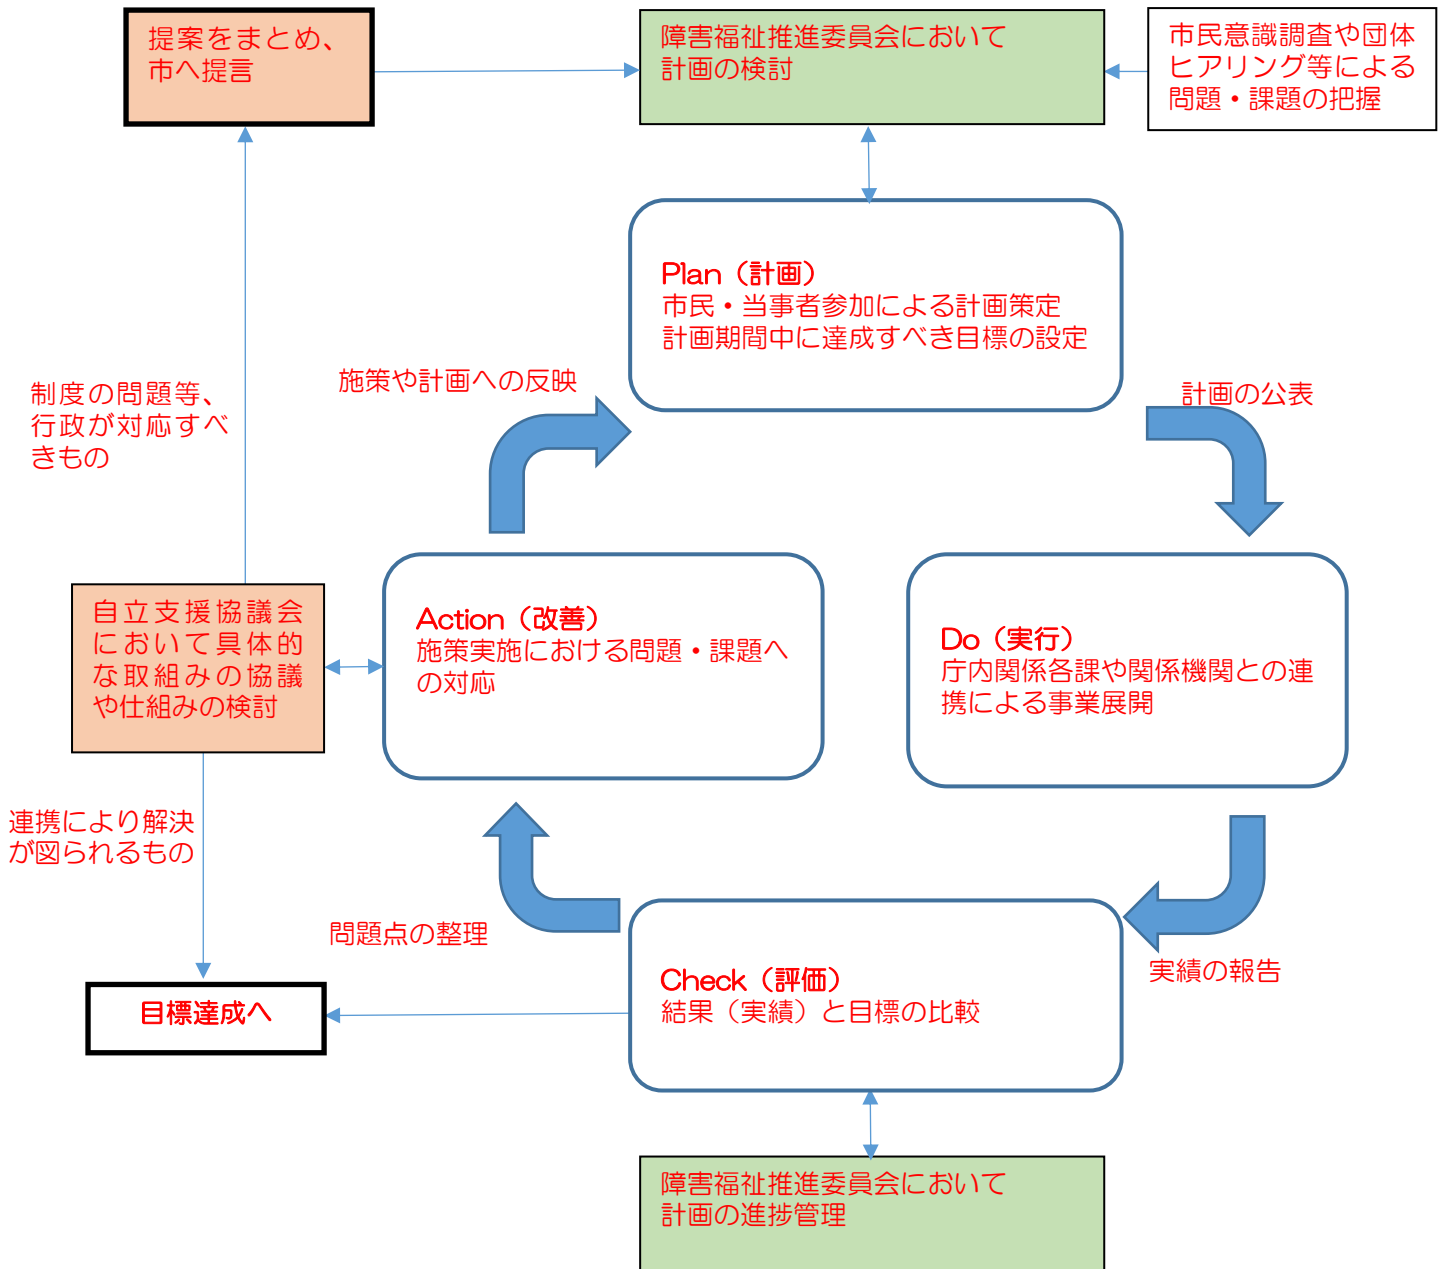 提案をまとめ、
市へ提言
障害福祉推進委員会において
計画の検討
市民意識調査や団体
ヒアリング等による
問題・課題の把握
Plan（計画）
市民・当事者参加による計画策定
計画期間中に達成すべき目標の設定
施策や計画への反映
計画の公表
制度の問題等、
行政が対応すべ
きもの
自立支援協議会
において具体的
な取組みの協議
や仕組みの検討
Action（改善）
施策実施における問題・課題へ
の対応
Do（実行）
庁内関係各課や関係機関との連
携による事業展開
連携により解決
が図られるもの
問題点の整理
実績の報告
Check（評価）
結果（実績）と目標の比較
目標達成へ
障害福祉推進委員会において
計画の進捗管理